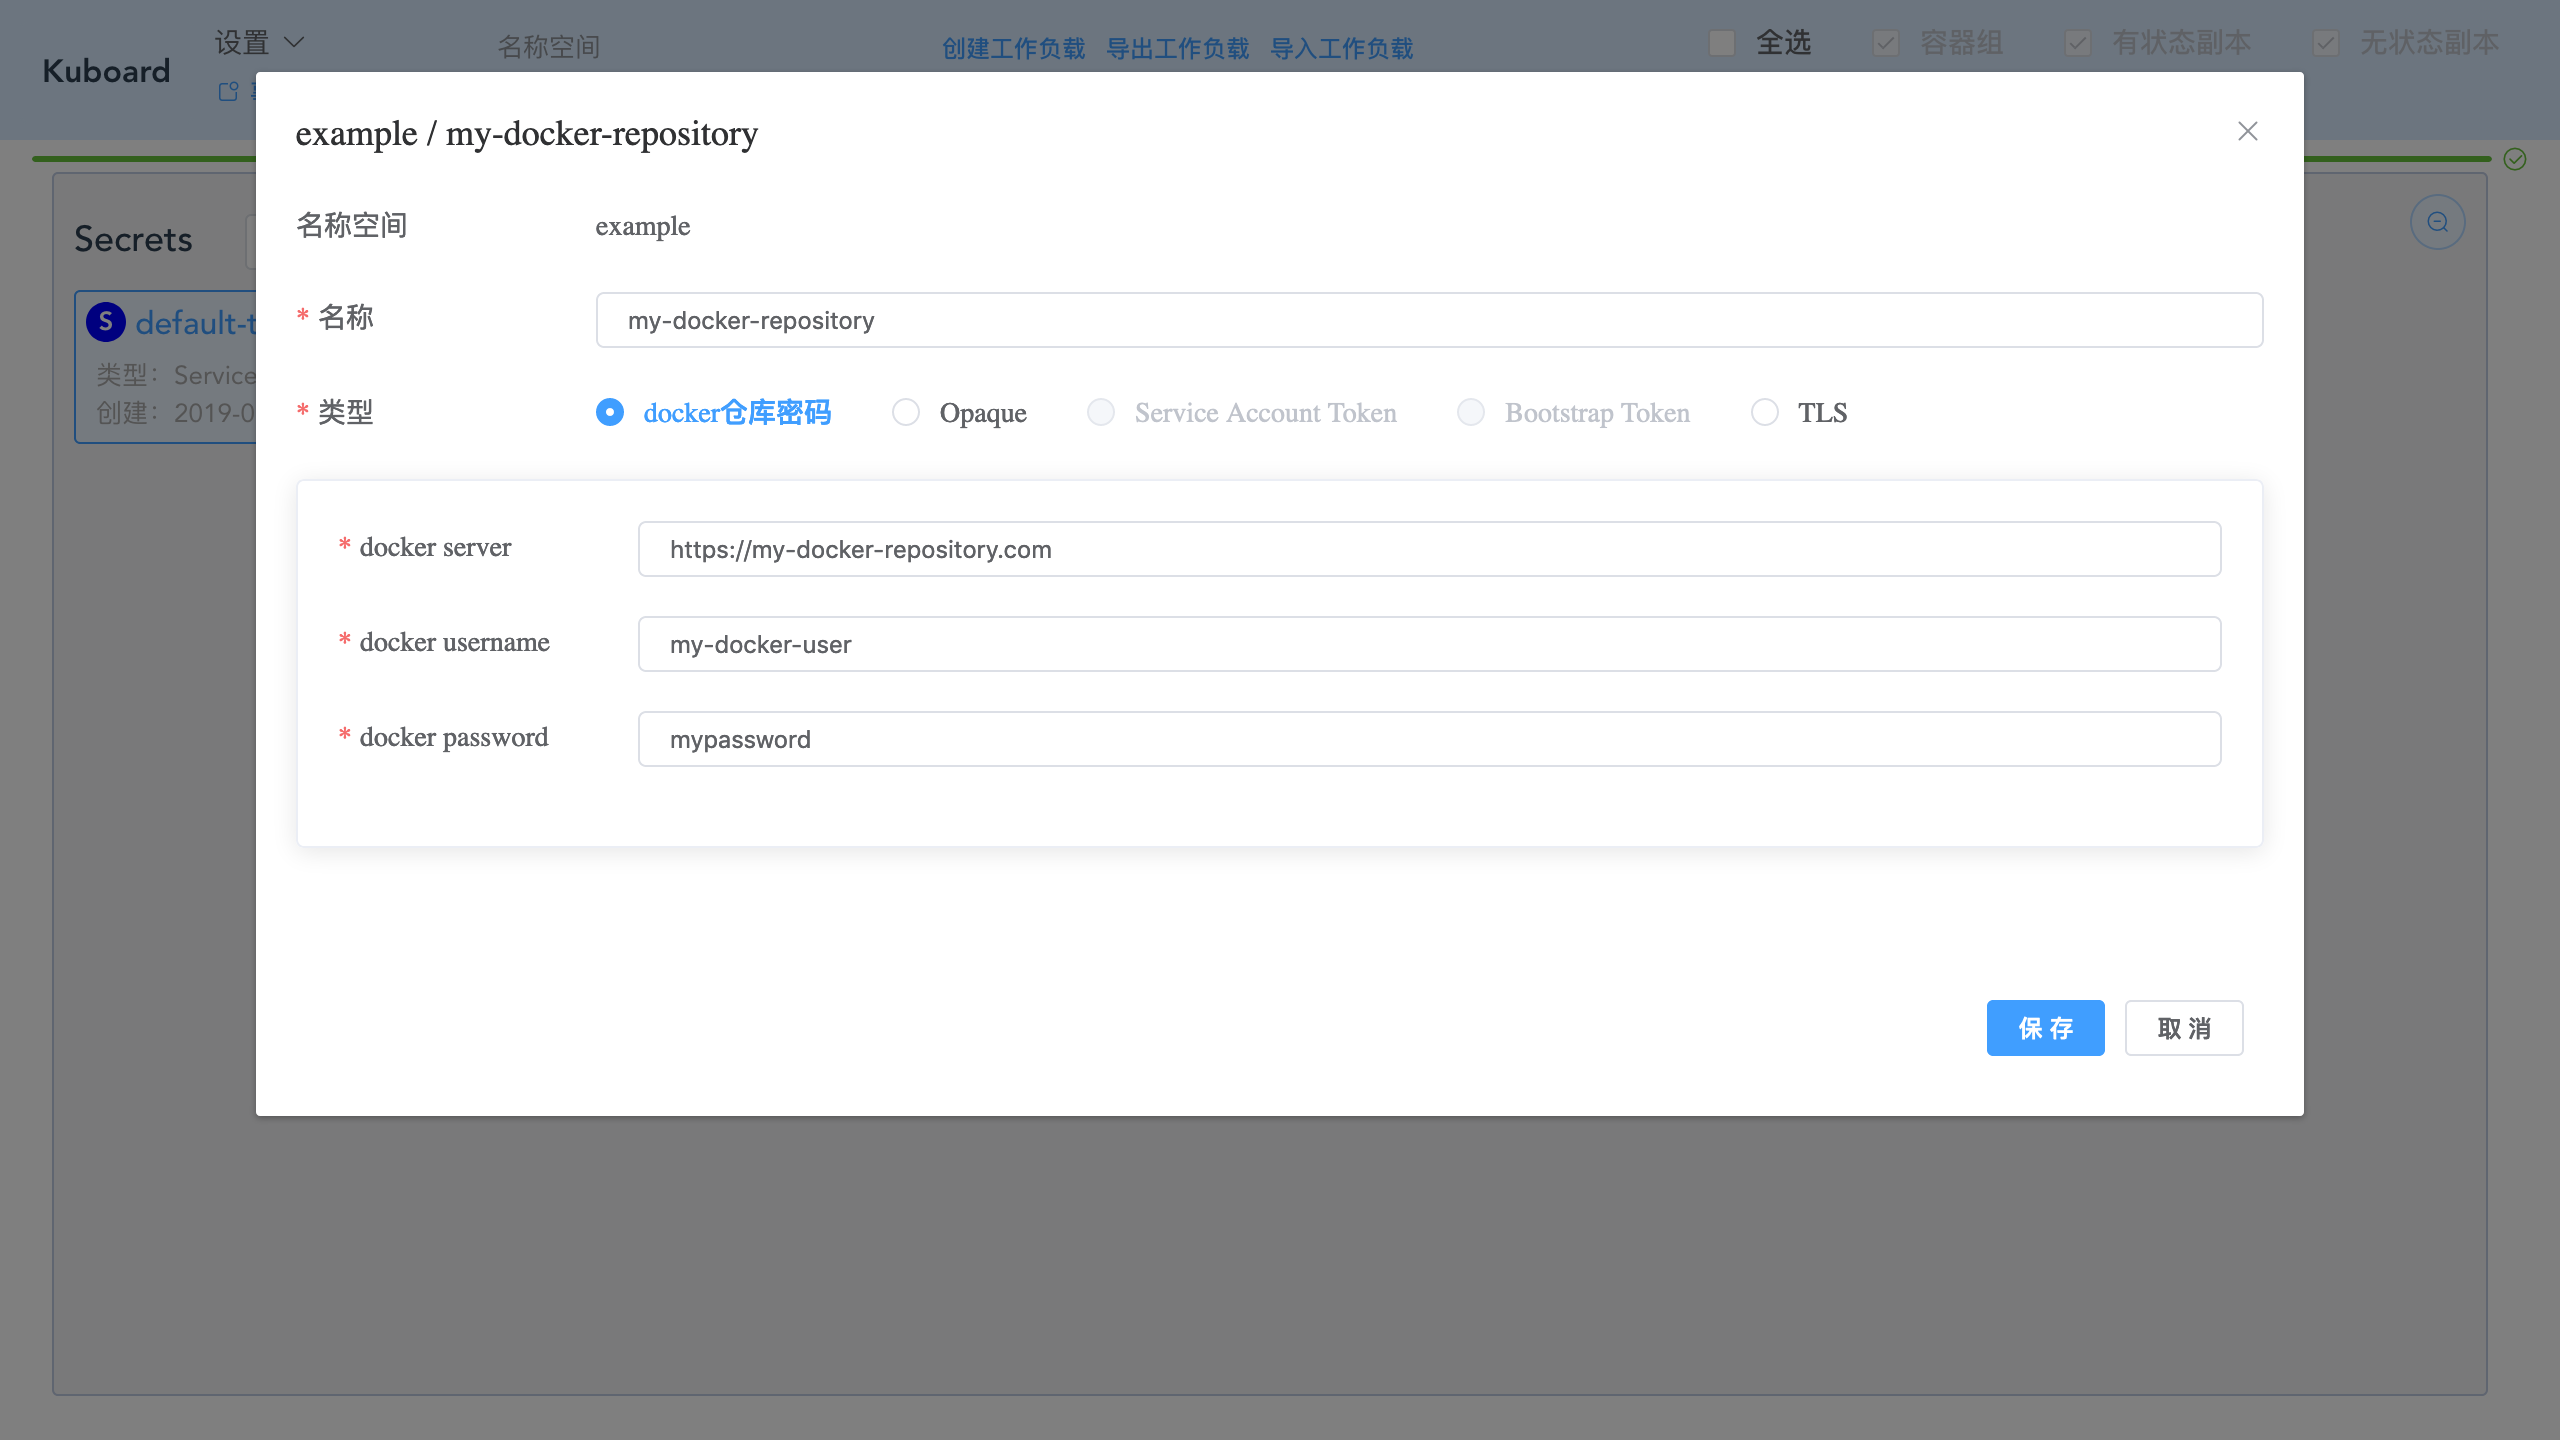 Kuboard
设置
名称空间
创建工作负载 导出工作负载 导入工作负载
全选 容器组 有状态副本 无状态副本
example / my-docker-repository
名称空间 example
* 名称 my-docker-repository
* 类型 docker仓库密码 Opaque Service Account Token Bootstrap Token TLS
* docker server https://my-docker-repository.com
* docker username my-docker-user
* docker password mypassword
保 存 取 消
Secrets
S default-t
类型： Service
创建： 2019-0